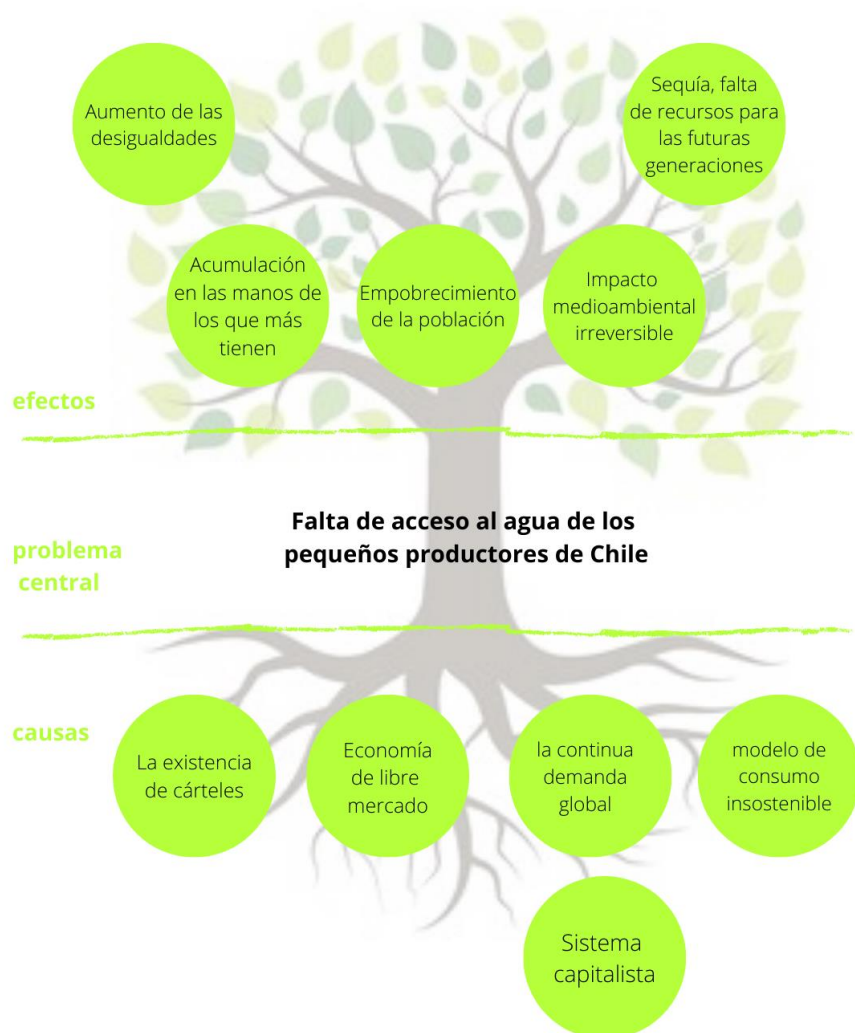 Aumento de las
desigualdades
Sequía, falta
de recursos para
las futuras
generaciones
Acumulación
en las manos de
los que más
tienen
Empobrecimiento
de la población
Impacto
medioambiental
irreversible
efectos
Falta de acceso al agua de los
pequeños productores de Chile
problema
central
causas
La existencia
de cárteles
Economía
de libre
mercado
la continua
demanda
global
modelo de
consumo
insostenible
Sistema
capitalista